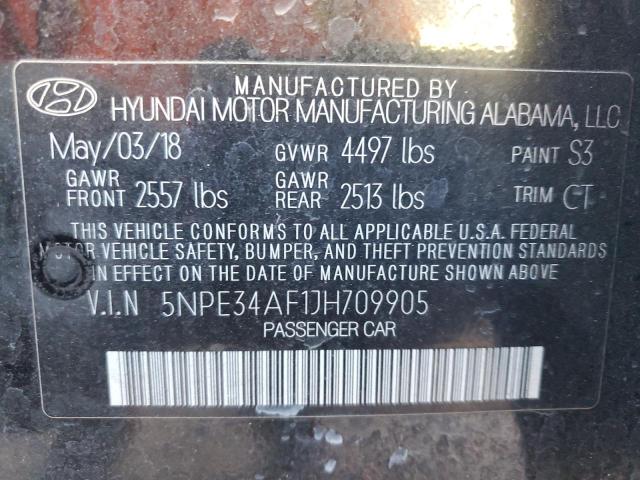 MANUFACTURED BY
HYUNDAI MOTOR MANUFACTURING ALABAMA, LLC
May/03/18 GVWR 4497 lbs PAINT S3
GAWR FRONT 2557 lbs GAWR REAR 2513 lbs TRIM CT
THIS VEHICLE CONFORMS TO ALL APPLICABLE U.S.A. FEDERAL
MOTOR VEHICLE SAFETY, BUMPER, AND THEFT PREVENTION STANDARDS
IN EFFECT ON THE DATE OF MANUFACTURE SHOWN ABOVE
V.I.N 5NPE34AF1JH709905
PASSENGER CAR